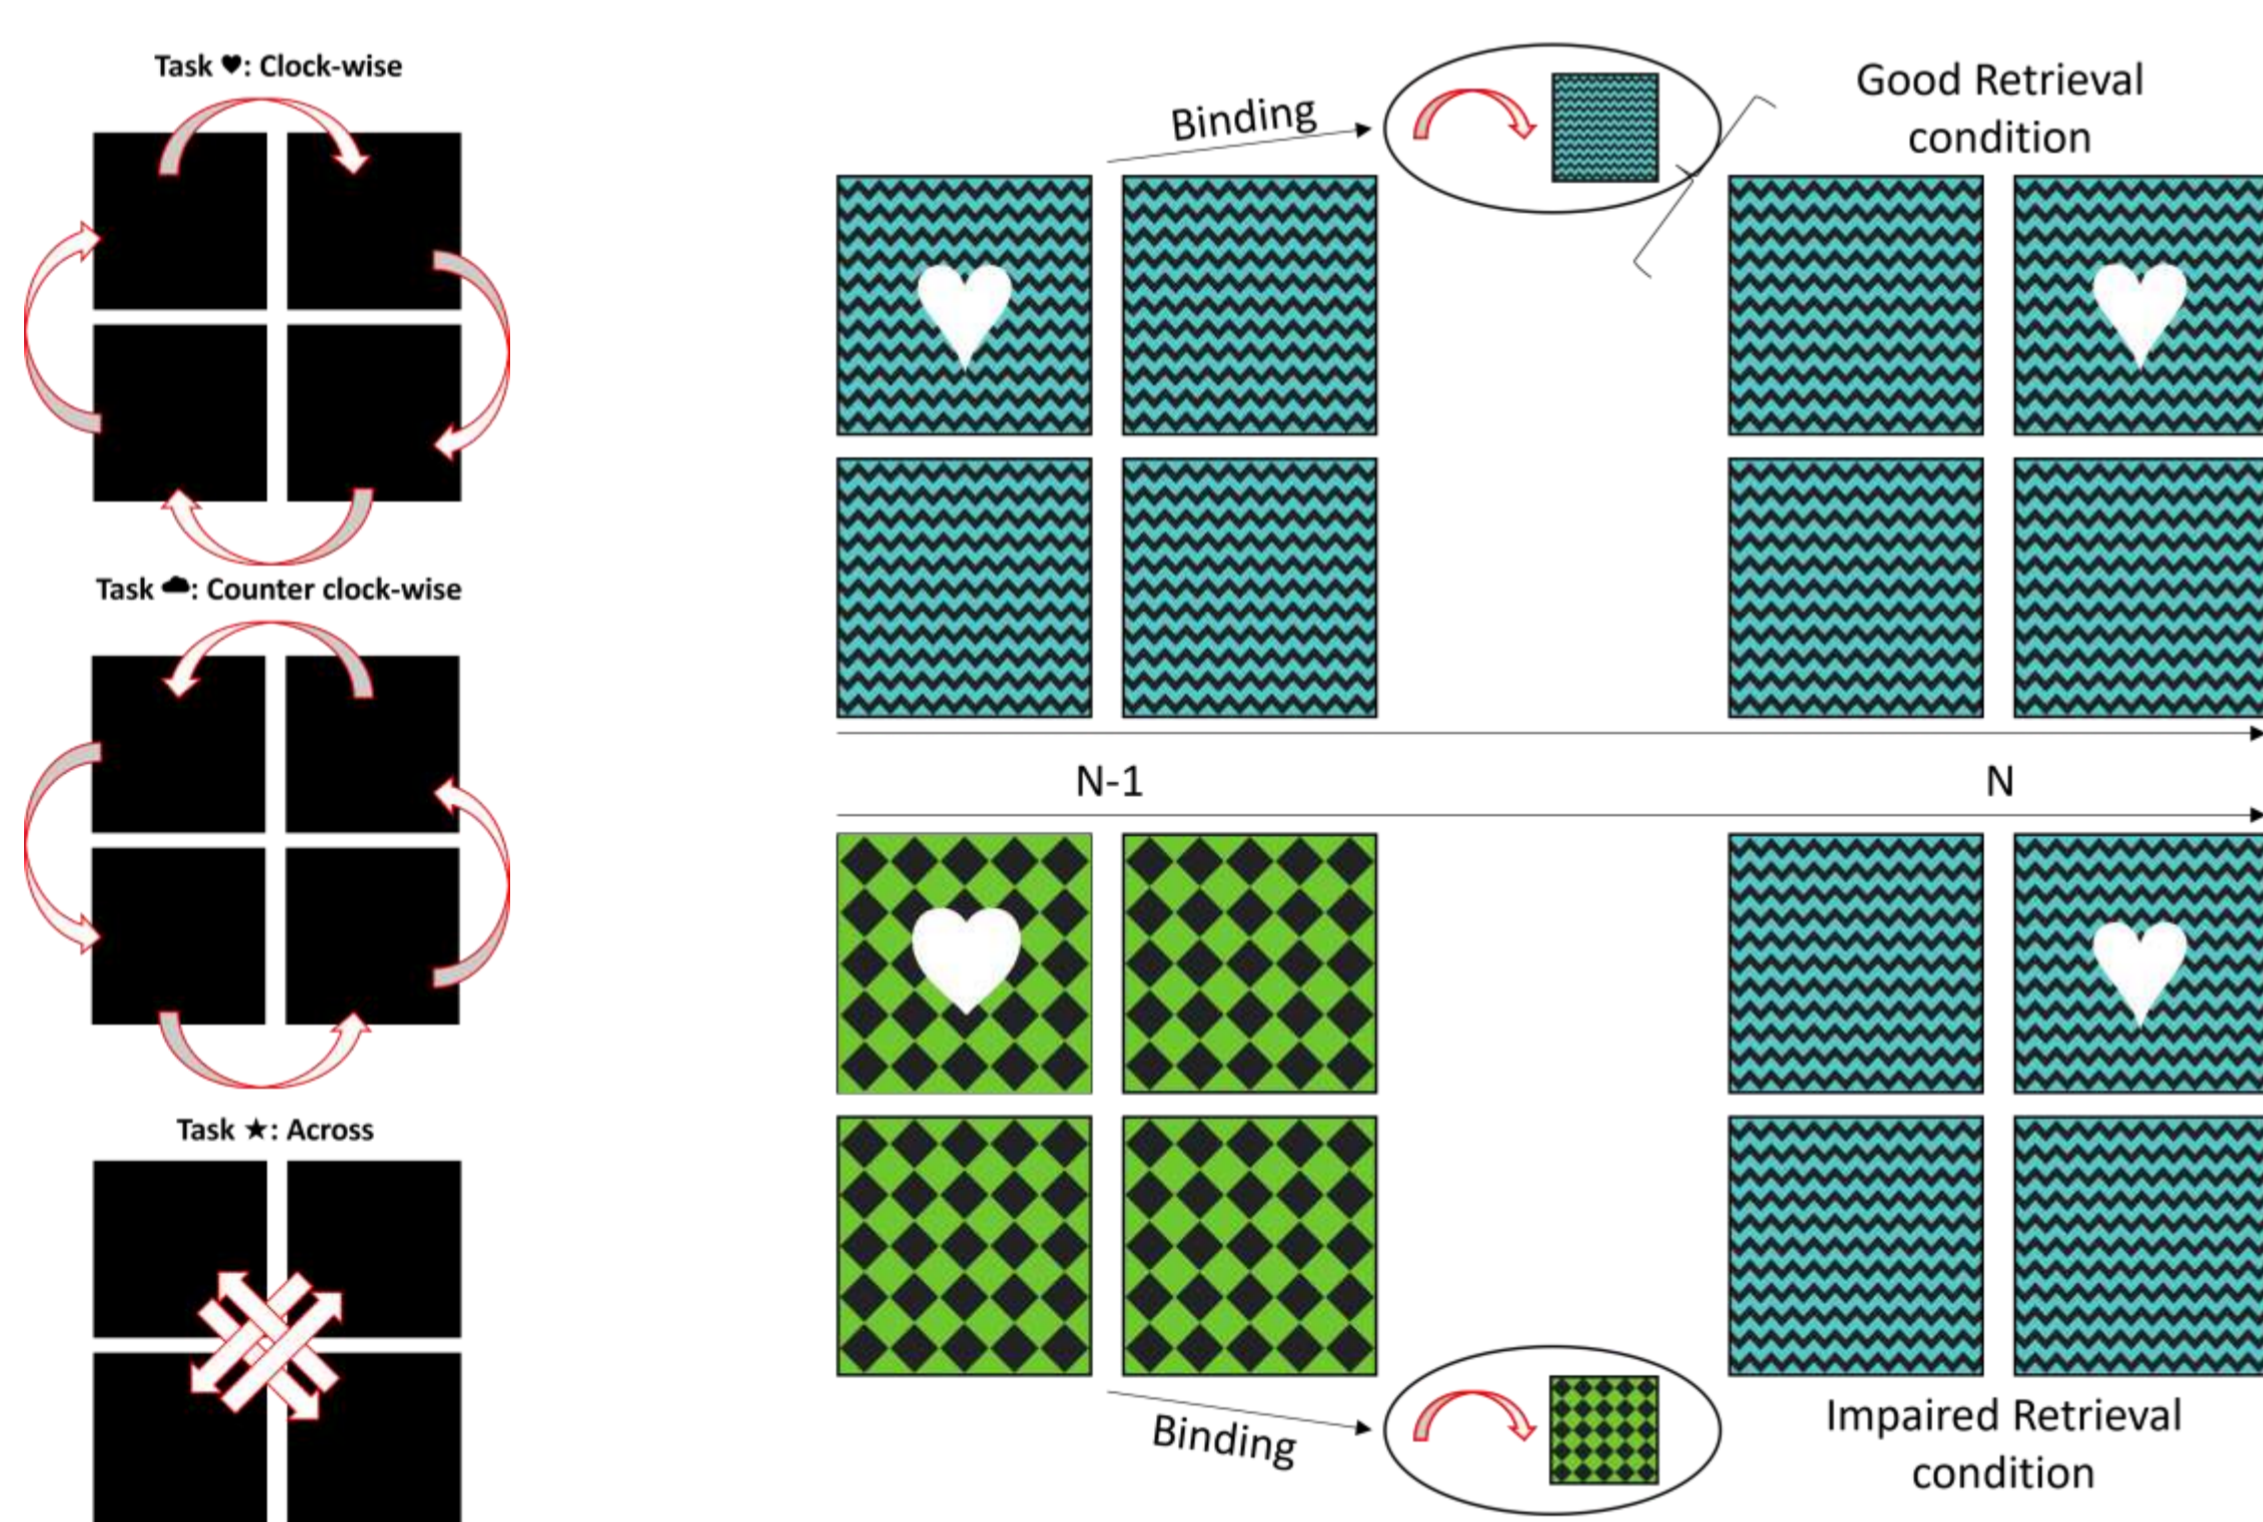 Task ♥: Clock-wise
Task ☁: Counter clock-wise
Task ★: Across
Binding
Good Retrieval
condition
N-1
N
Binding
Impaired Retrieval
condition